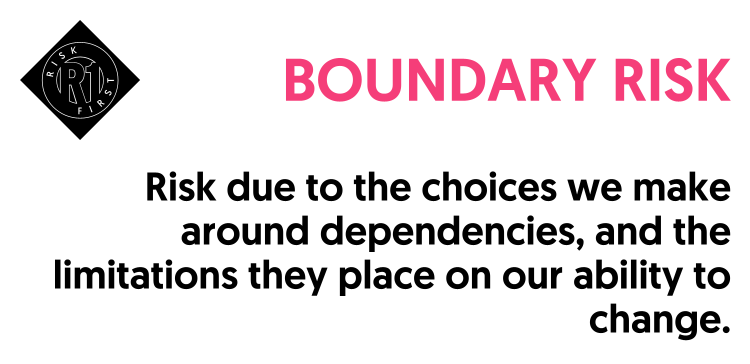 RISK
R1
FIRST
BOUNDARY RISK
Risk due to the choices we make
around dependencies, and the
limitations they place on our ability to
change.